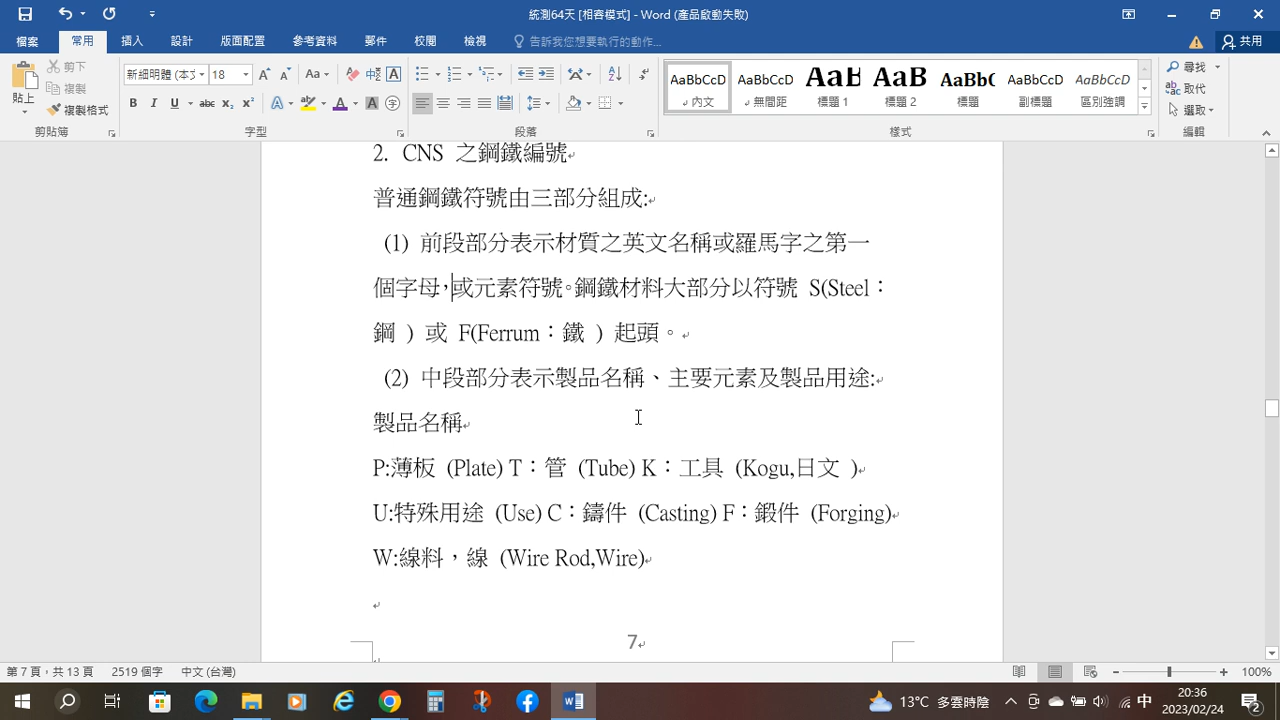 統測64天 [相容模式] - Word (產品啟動失敗)
檔案 常用 插入 設計 版面配置 參考資料 郵件 校閱 檢視 告訴我您想要執行的動作... 共用
貼上 剪下 複製 複製格式 剪貼簿
新細明體 (本文 18 字型
段落
AaBbCcD 內文 AaBbCcD 無間距 標題 1 AaB 標題 2 標題 AaBbCcD 副標題 AaBbCcD 區別強調 樣式
尋找 取代 選取 編輯
2. CNS 之鋼鐵編號
普通鋼鐵符號由三部分組成:
(1) 前段部分表示材質之英文名稱或羅馬字之第一
個字母,或元素符號。鋼鐵材料大部分以符號 S(Steel：
鋼 ) 或 F(Ferrum：鐵 ) 起頭。
(2) 中段部分表示製品名稱、主要元素及製品用途:
製品名稱
P:薄板 (Plate) T：管 (Tube) K：工具 (Kogu,日文 )
U:特殊用途 (Use) C：鑄件 (Casting) F：鍛件 (Forging)
W:線料，線 (Wire Rod,Wire)
7
第 7 頁，共 13 頁 2519 個字 中文 (台灣) 100%
13°C 多雲時陰 中 20:36
2023/02/24 2